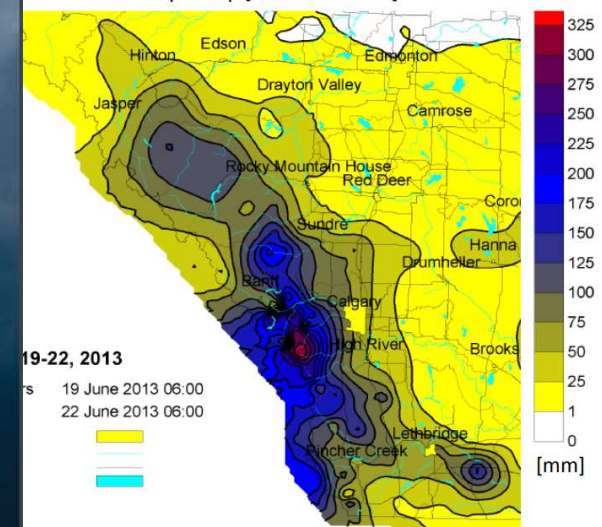 Hinton
Edson
Edmonton
Drayton Valley
Jasper
Camrose
Rocky Mountain House
Red Deer
Coro
Sundre
Hanna
Drumheller
Banff
Calgary
High River
Brooks
19-22, 2013
rs 19 June 2013 06:00
22 June 2013 06:00
Lethbridge
Pincher Creek
325
300
275
250
225
200
175
150
125
100
75
50
25
1
0
[mm]